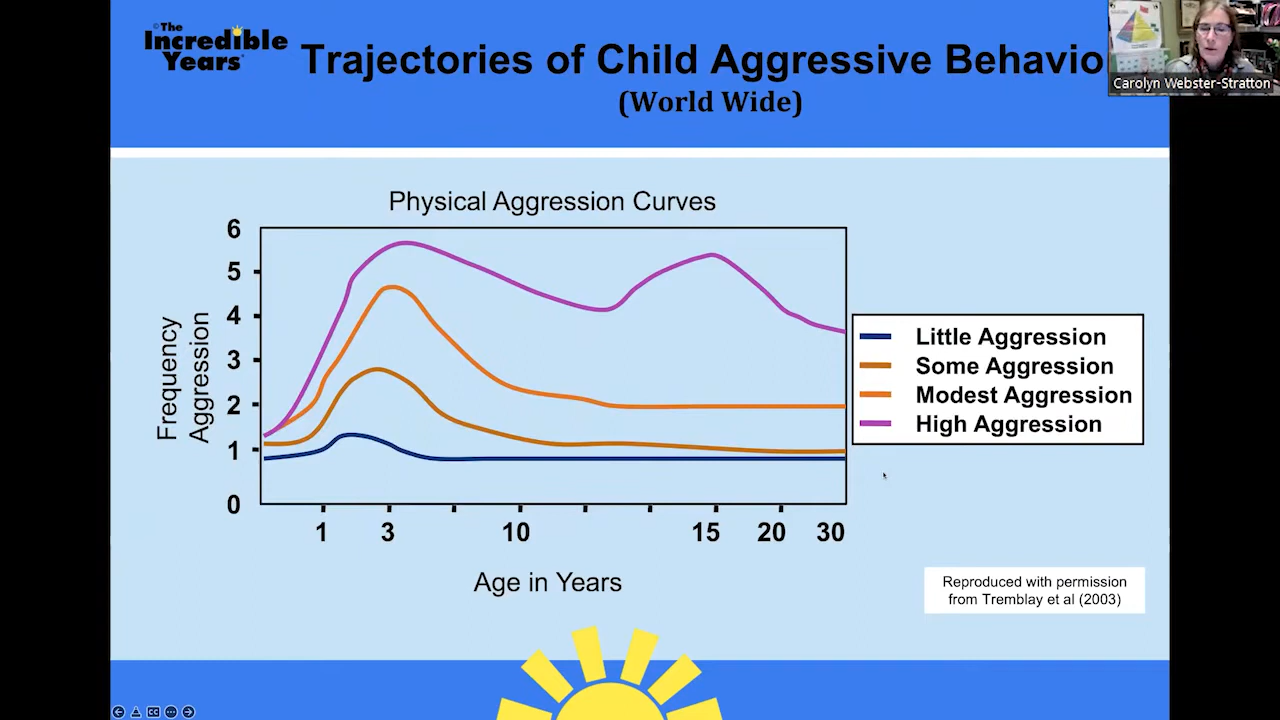 ©The
Incredible
Years®
Trajectories of Child Aggressive Behavio
(World Wide)
Carolyn Webster-Stratton
Physical Aggression Curves
Frequency
Aggression
6
5
4
3
2
1
0
1 3 10 15 20 30
Age in Years
Little Aggression
Some Aggression
Modest Aggression
High Aggression
Reproduced with permission
from Tremblay et al (2003)